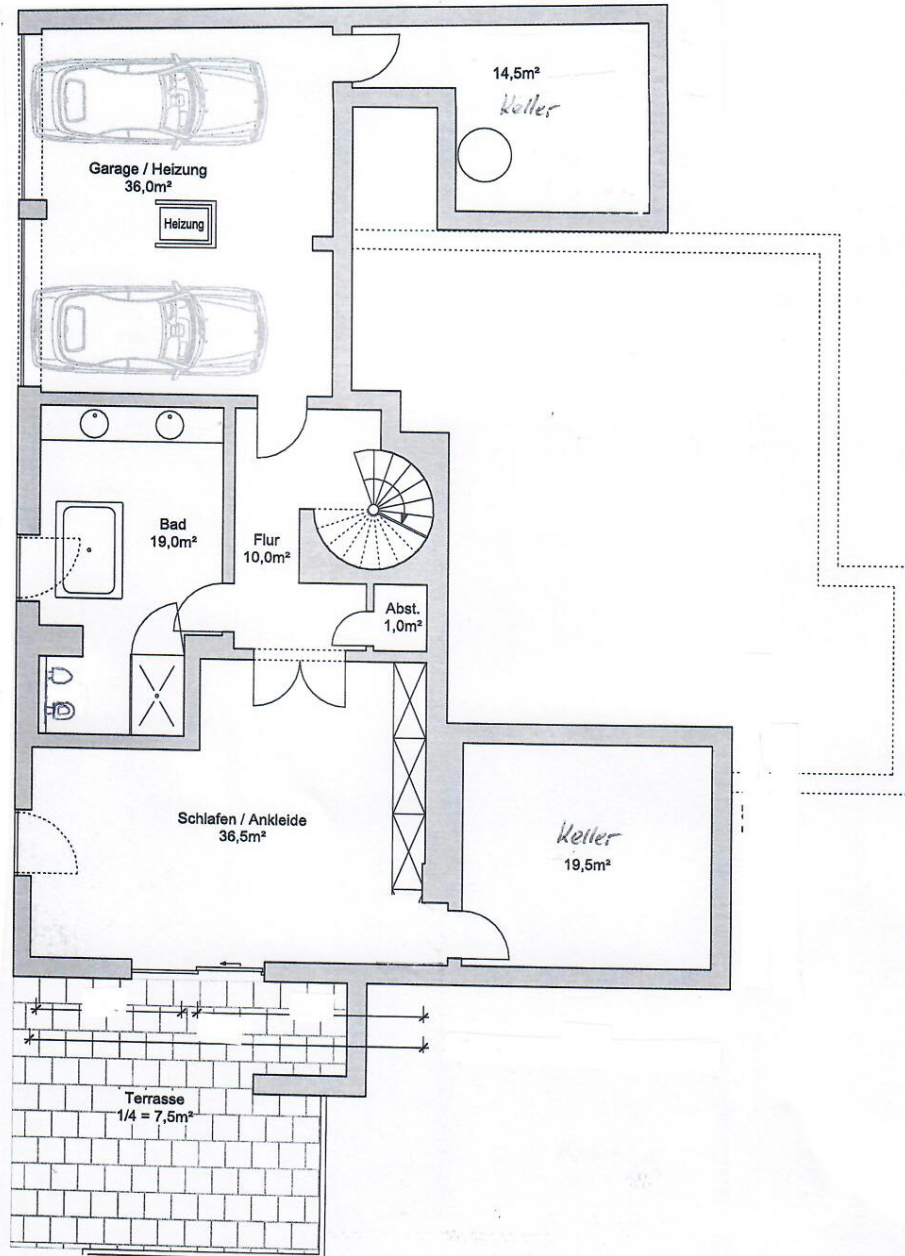 14,5m²
Keller
Garage / Heizung
36,0m²
Heizung
Bad
19,0m²
Flur
10,0m²
Abst.
1,0m²
Schlafen / Ankleide
36,5m²
Keller
19,5m²
Terrasse
1/4 = 7,5m²